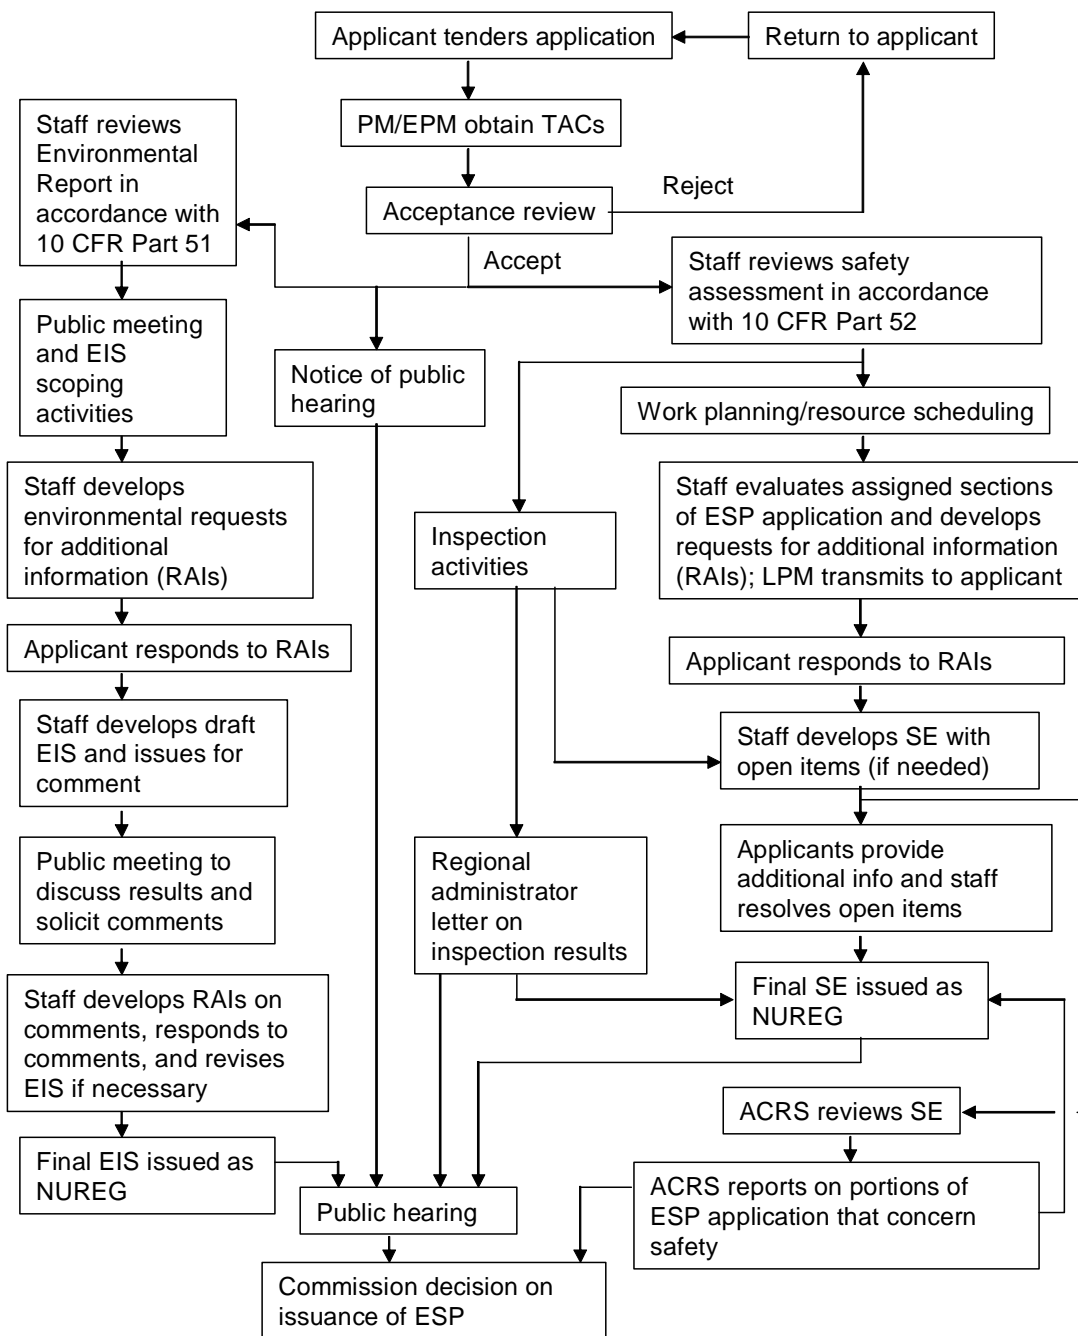 Applicant tenders application
Return to applicant
PM/EPM obtain TACs
Staff reviews
Environmental
Report in
accordance with
10 CFR Part 51
Reject
Acceptance review
Accept
Staff reviews safety
assessment in accordance
with 10 CFR Part 52
Public meeting
and EIS
scoping
activities
Notice of public
hearing
Work planning/resource scheduling
Staff develops
environmental requests
for additional
information (RAIs)
Inspection
activities
Staff evaluates assigned sections
of ESP application and develops
requests for additional information
(RAIs); LPM transmits to applicant
Applicant responds to RAIs
Applicant responds to RAIs
Staff develops draft
EIS and issues for
comment
Staff develops SE with
open items (if needed)
Public meeting to
discuss results and
solicit comments
Regional
administrator
letter on
inspection results
Applicants provide
additional info and staff
resolves open items
Staff develops RAIs on
comments, responds to
comments, and revises
EIS if necessary
Final SE issued as
NUREG
ACRS reviews SE
Final EIS issued as
NUREG
Public hearing
ACRS reports on portions of
ESP application that concern
safety
Commission decision on
issuance of ESP